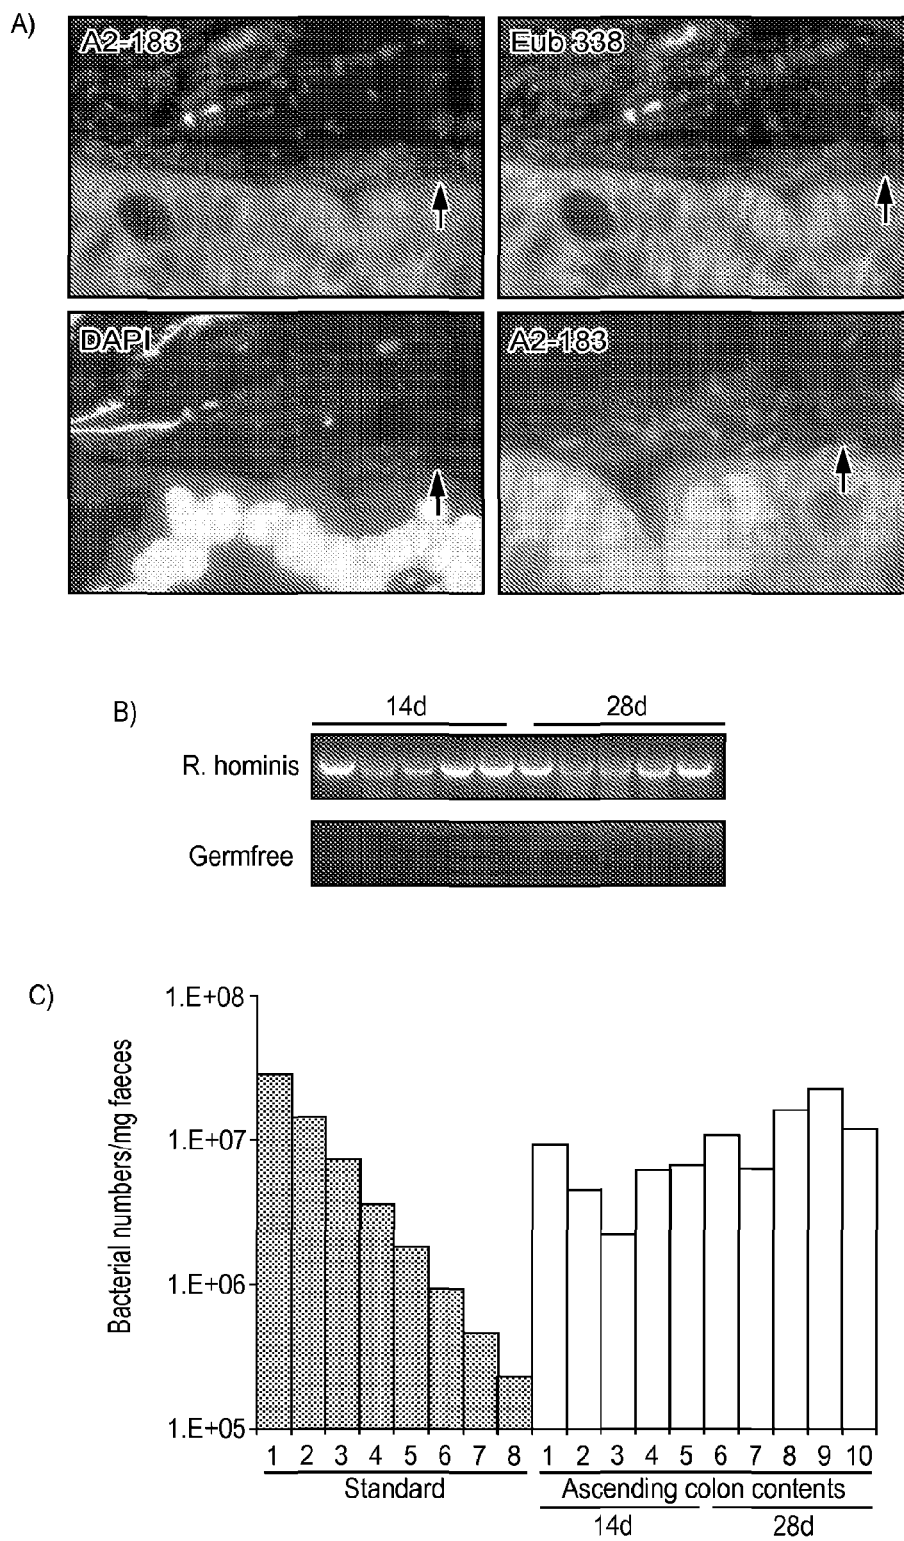 A)
A2-183
Eub 338
DAPI
A2-183
B)
14d
28d
R. hominis
Germfree
C)
Bacterial numbers/mg faeces
1.E+08
1.E+07
1.E+06
1.E+05
1 2 3 4 5 6 7 8 1 2 3 4 5 6 7 8 9 10
Standard Ascending colon contents
14d 28d